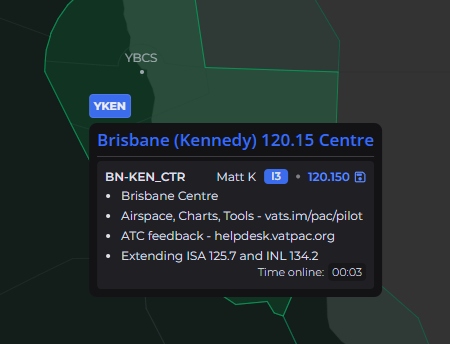 YBCS
YKEN
Brisbane (Kennedy) 120.15 Centre
BN-KEN_CTR Matt K I3 • 120.150
• Brisbane Centre
• Airspace, Charts, Tools - vats.im/pac/pilot
• ATC feedback - helpdesk.vatpac.org
• Extending ISA 125.7 and INL 134.2
Time online: 00:03